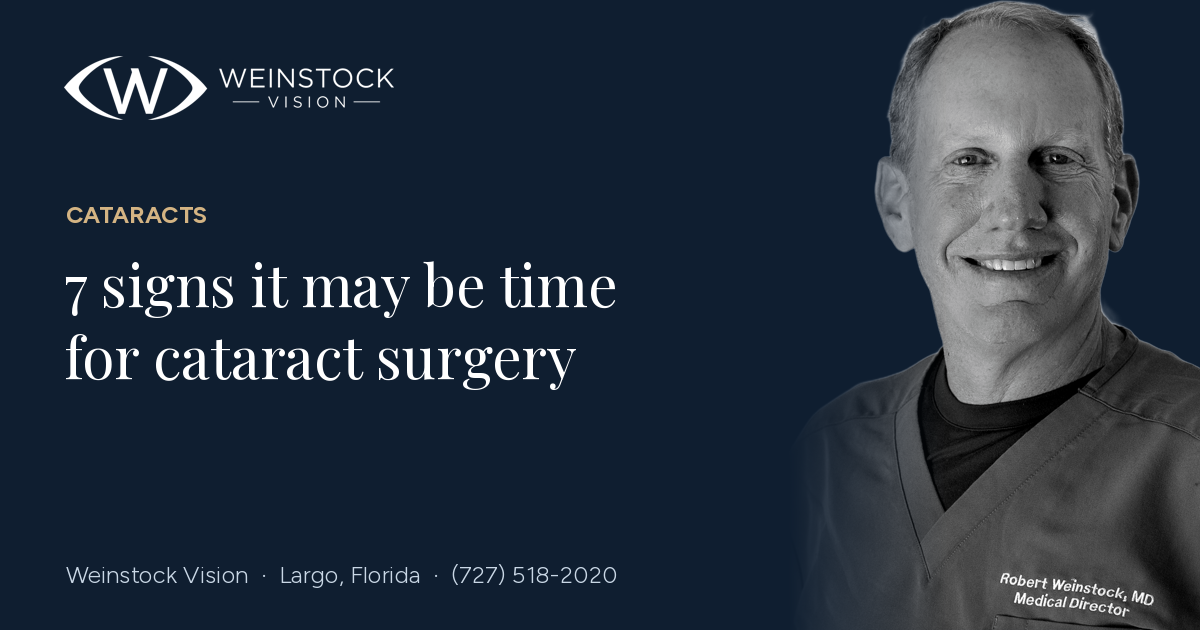 W WEINSTOCK
VISION
CATARACTS
7 signs it may be time
for cataract surgery
Weinstock Vision · Largo, Florida · (727) 518-2020
Robert Weinstock, MD
Medical Director